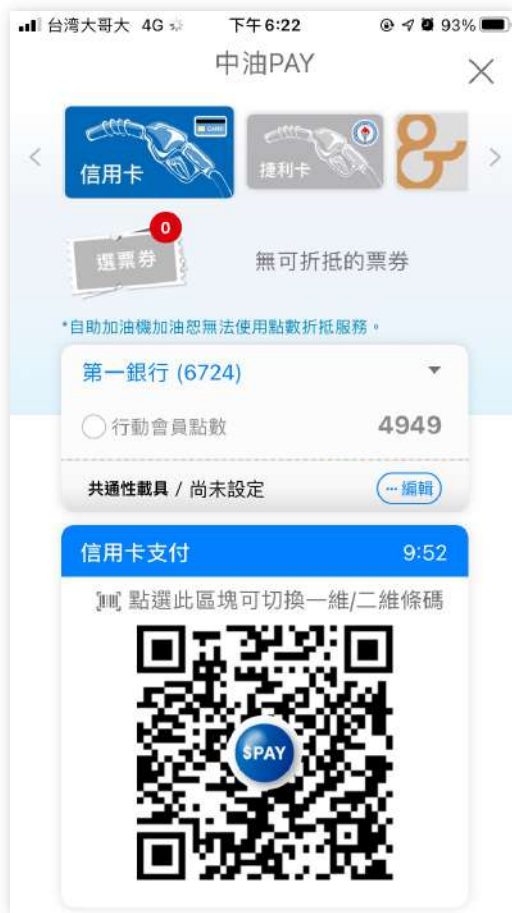 台湾大哥大 4G 下午6:22 93%
中油PAY
CARD
信用卡
捷利卡
&
0
選票券
無可折抵的票券
*自助加油機加油恕無法使用點數折抵服務。
第一銀行 (6724)
行動會員點數 4949
共通性載具 / 尚未設定 ···編輯
信用卡支付 9:52
點選此區塊可切換一維/二維條碼
$PAY